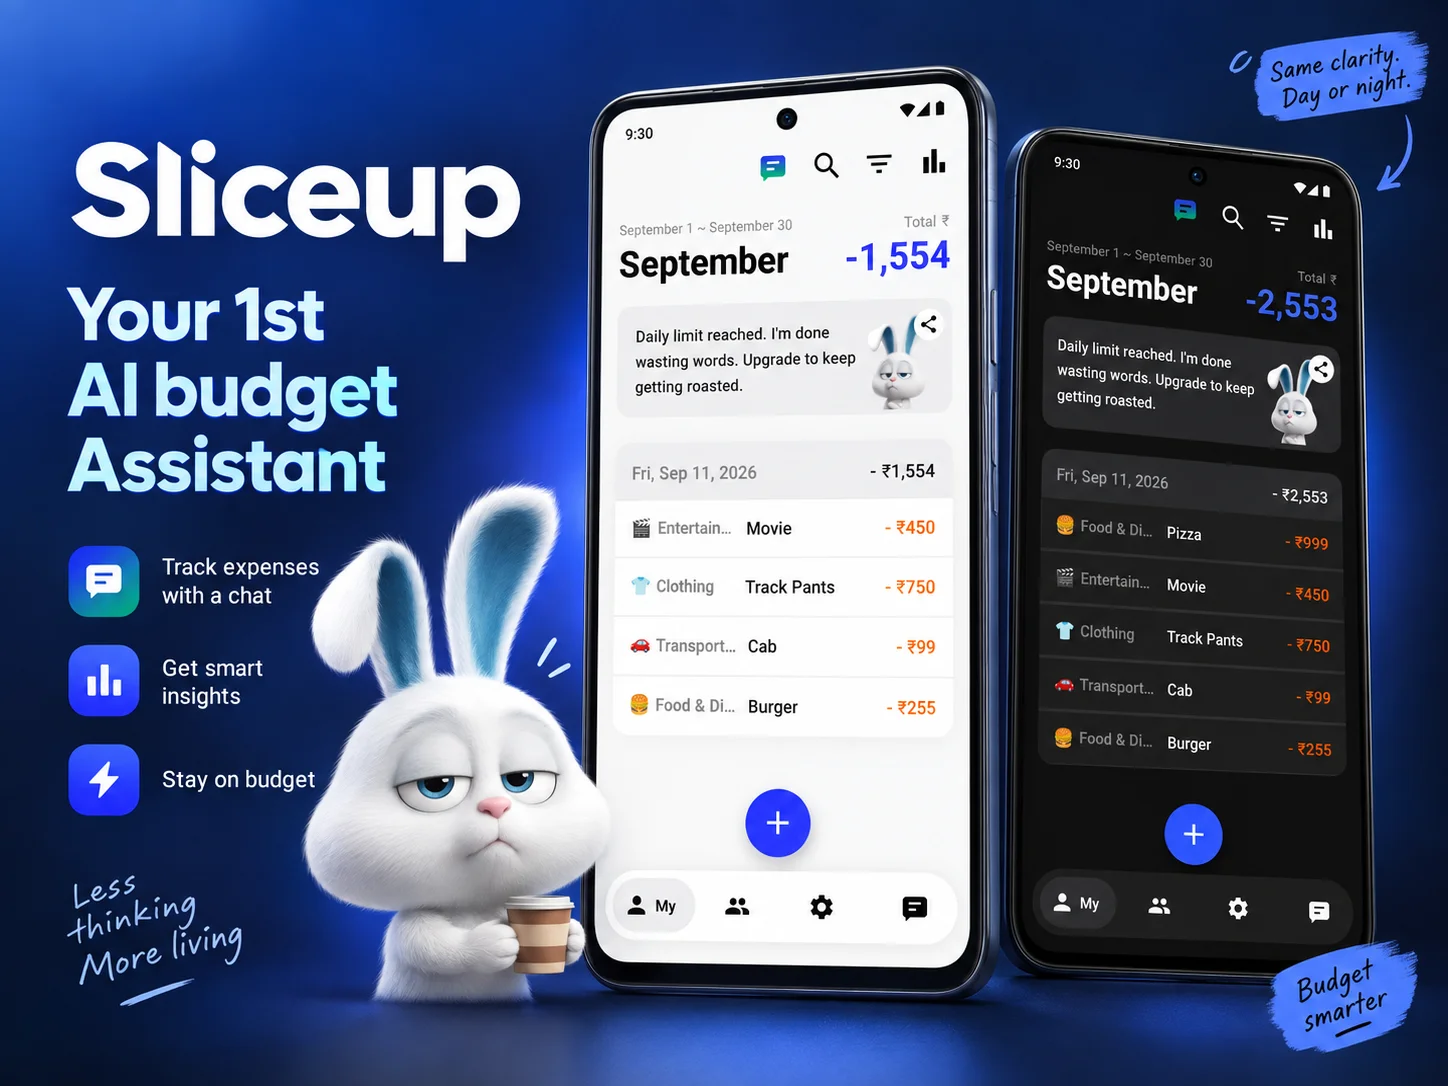 Sliceup
Your 1st
AI budget
Assistant
Track expenses
with a chat
Get smart
insights
Stay on budget
Less
thinking
More living
9:30
September 1 ~ September 30
Total ₹
September
-1,554
Daily limit reached. I'm done
wasting words. Upgrade to keep
getting roasted.
Fri, Sep 11, 2026
- ₹1,554
Entertain... Movie - ₹450
Clothing Track Pants - ₹750
Transport... Cab - ₹99
Food & Di... Burger - ₹255
My
Same clarity.
Day or night.
9:30
September 1 ~ September 30
Total ₹
September
-2,553
Daily limit reached. I'm done
wasting words. Upgrade to keep
getting roasted.
Fri, Sep 11, 2026
- ₹2,553
Food & Di... Pizza - ₹999
Entertain... Movie - ₹450
Clothing Track Pants - ₹750
Transport... Cab - ₹99
Food & Di... Burger - ₹255
My
Budget
smarter